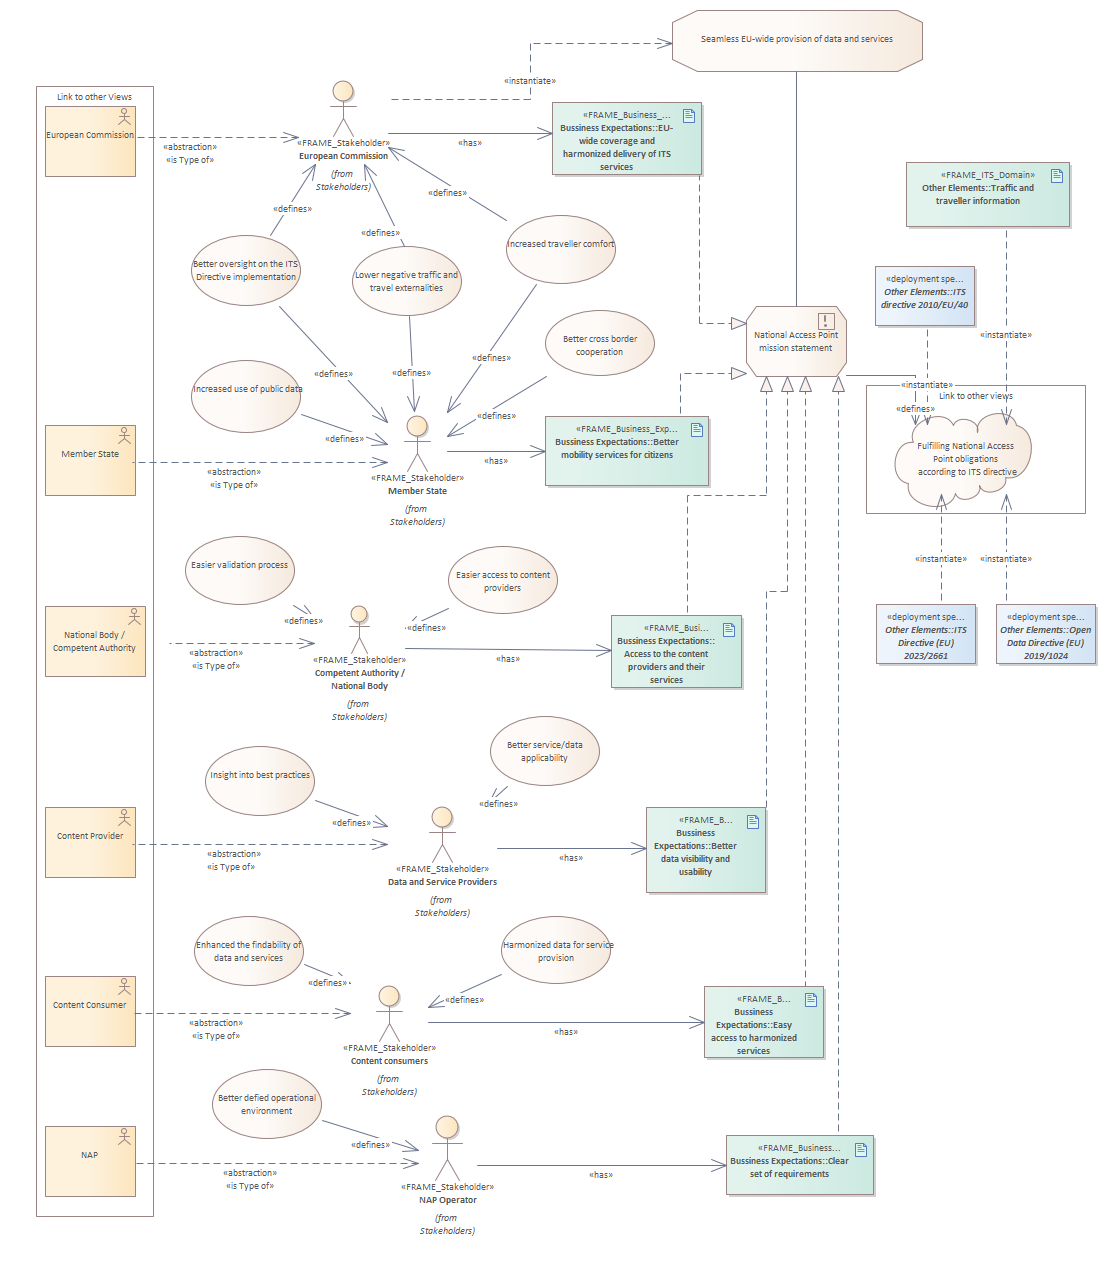 Seamless EU-wide provision of data and services
«instantiate»
Link to other Views
European Commission
«abstraction»
«is Type of»
«FRAME_Stakeholder»
European Commission
(from
Stakeholders)
«has»
«FRAME_Business_...
Bussiness Expectations::EU-
wide coverage and
harmonized delivery of ITS
services
«FRAME_ITS_Domain»
Other Elements::Traffic and
traveller information
«defines»
«defines»
«defines»
Better oversight on the ITS
Directive implementation
Lower negative traffic and
travel externalities
Increased traveller comfort
«deployment spe...
Other Elements::ITS
directive 2010/EU/40
«instantiate»
National Access Point
mission statement
Better cross border
cooperation
«defines»
«defines»
«defines»
«defines»
Increased use of public data
«defines»
«instantiate»
«defines»
Link to other views
Fulfilling National Access
Point obligations
according to ITS directive
Member State
«abstraction»
«is Type of»
«FRAME_Stakeholder»
Member State
(from
Stakeholders)
«has»
«FRAME_Business_Exp...
Bussiness Expectations::Better
mobility services for citizens
«instantiate»
«instantiate»
Easier validation process
Easier access to content
providers
«defines»
«defines»
National Body /
Competent Authority
«abstraction»
«is Type of»
«FRAME_Stakeholder»
Competent Authority /
National Body
(from
Stakeholders)
«has»
«FRAME_Busi...
Bussiness Expectations::
Access to the content
providers and their
services
«deployment spe...
Other Elements::ITS
Directive (EU)
2023/2661
«deployment spe...
Other Elements::Open
Data Directive (EU)
2019/1024
Better service/data
applicability
Insight into best practices
«defines»
«defines»
Content Provider
«abstraction»
«is Type of»
«FRAME_Stakeholder»
Data and Service Providers
(from
Stakeholders)
«has»
«FRAME_B...
Bussiness
Expectations::Better
data visibility and
usability
Enhanced the findability of
data and services
Harmonized data for service
provision
«defines»
«defines»
Content Consumer
«abstraction»
«is Type of»
«FRAME_Stakeholder»
Content consumers
(from
Stakeholders)
«has»
«FRAME_B...
Bussiness
Expectations::Easy
access to harmonized
services
Better defied operational
environment
«defines»
NAP
«abstraction»
«is Type of»
«FRAME_Stakeholder»
NAP Operator
(from
Stakeholders)
«has»
«FRAME_Business...
Bussiness Expectations::Clear
set of requirements